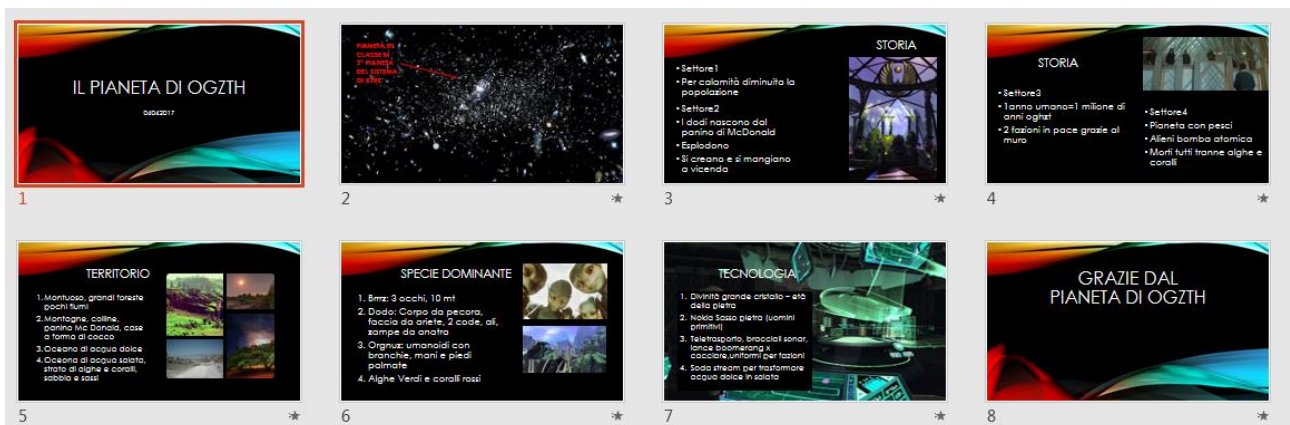 IL PIANETA DI OGZTH
04042017
1
PIANETA DI
CLASSE M
2° PIANETA
DEL SISTEMA
DI
2
STORIA
• Settore1
• Per calamità diminuita la
popolazione
• Settore2
• I dodi nascono dal
panino di McDonald
• Esplodono
• Si creano e si mangiano
a vicenda
3
STORIA
• Settore3
• 1anno umano=1 milione di
anni oghzt
• 2 fazioni in pace grazie al
muro
• Settore4
• Pianeta con pesci
• Alieni bomba atomica
• Morti tutti tranne alghe e
coralli
4
TERRITORIO
1. Montuoso, grandi foreste
pochi fiumi
2. Montagne, colline,
panino Mc Donald, case
a forma di cocco
3. Oceano di acqua dolce
4. Oceano di acqua salata,
strato di alghe e coralli,
sabbia e sassi
5
SPECIE DOMINANTE
1. Brrrz: 3 occhi, 10 mt
2. Dodo: Corpo da pecora,
faccia da ariete, 2 code, ali,
zampe da anatra
3. Orgnuz: umanoidi con
branchie, mani e piedi
palmate
4. Alghe Verdi e coralli rossi
6
TECNOLOGIA
1. Divinità grande cristallo – età
della pietra
2. Nokia Sasso pietra (uomini
primitivi)
3. Teletrasporto, bracciali sonar,
lance boomerang x
cacciare,uniformi per fazioni
4. Soda stream per trasformare
acqua dolce in salata
7
GRAZIE DAL
PIANETA DI OGZTH
8